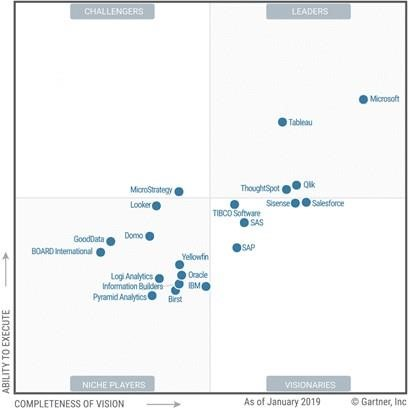 CHALLENGERS
LEADERS
Microsoft
Tableau
MicroStrategy
ThoughtSpot
Qlik
Looker
Sisense
Salesforce
TIBCO Software
SAS
Domo
GoodData
BOARD International
SAP
Yellowfin
Logi Analytics
Oracle
Information Builders
IBM
Pyramid Analytics
Birst
ABILITY TO EXECUTE
NICHE PLAYERS
VISIONARIES
COMPLETENESS OF VISION
As of January 2019
© Gartner, Inc